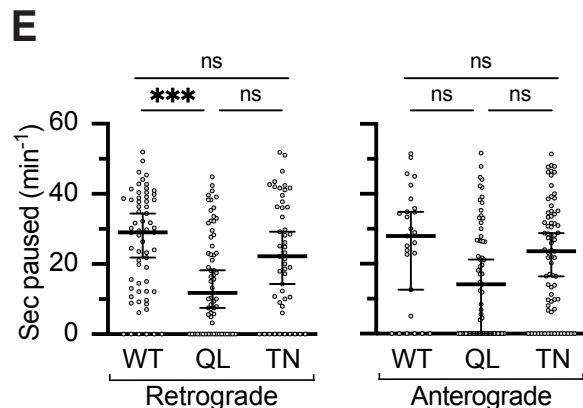 E
ns ns
*** ns ns ns
60
40
20
0
Sec paused (min-1)
WT QL TN WT QL TN
Retrograde Anterograde